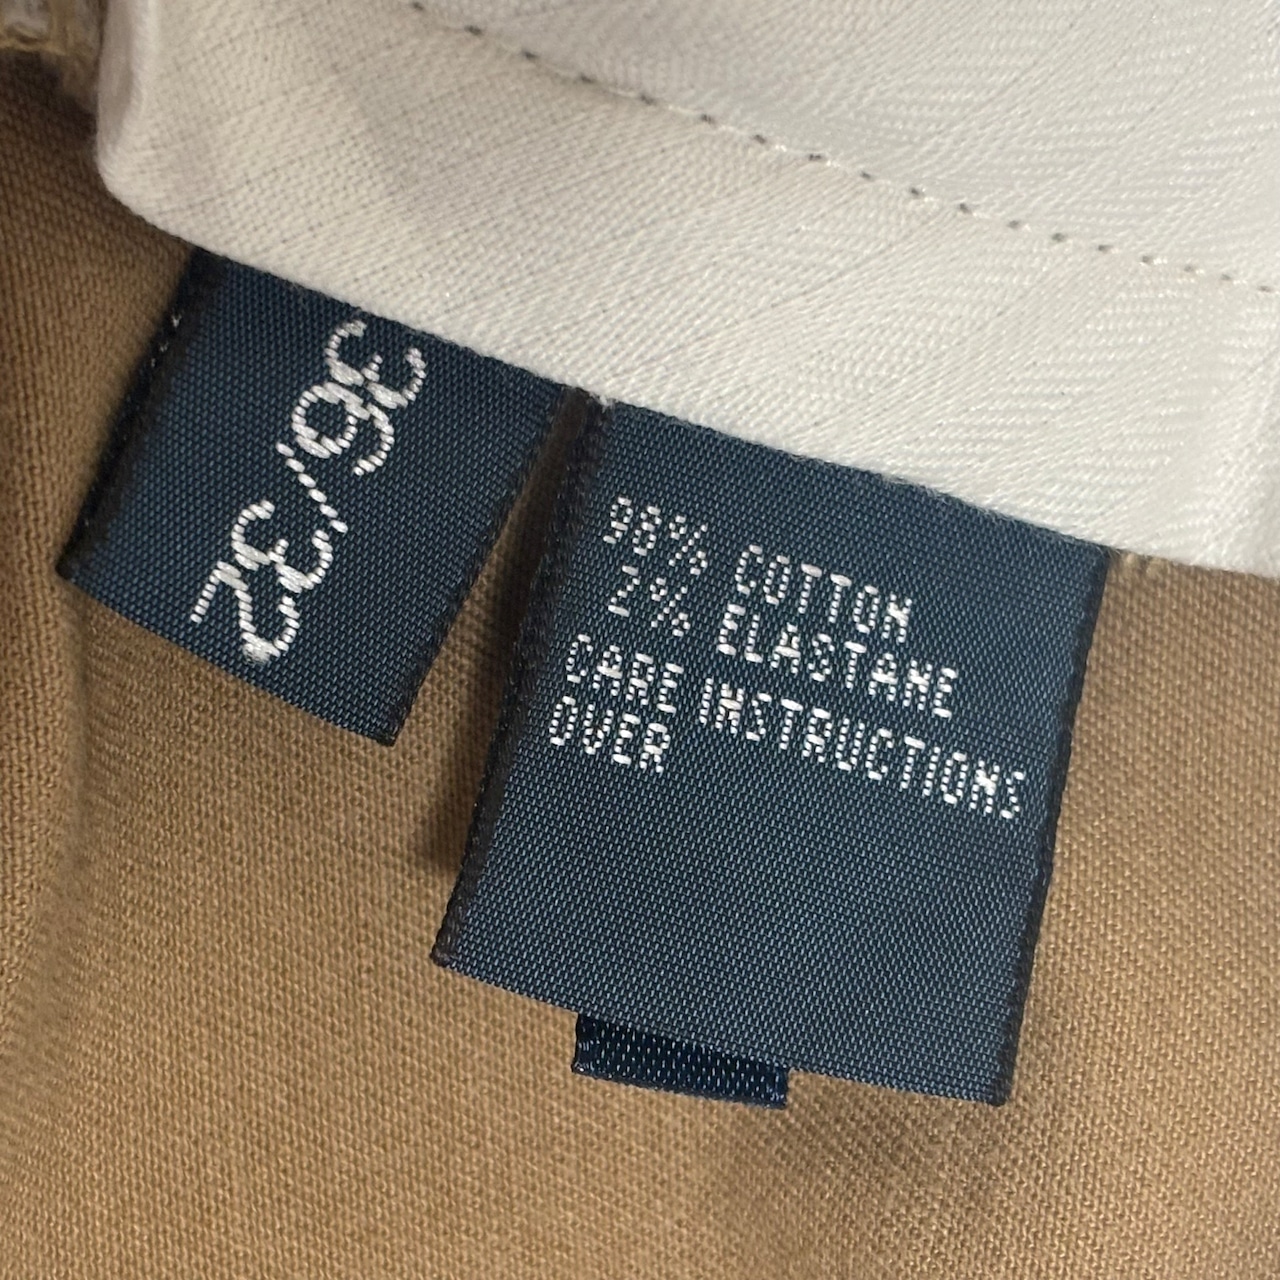 36/32
98% COTTON
2% ELASTANE
CARE INSTRUCTIONS
OVER